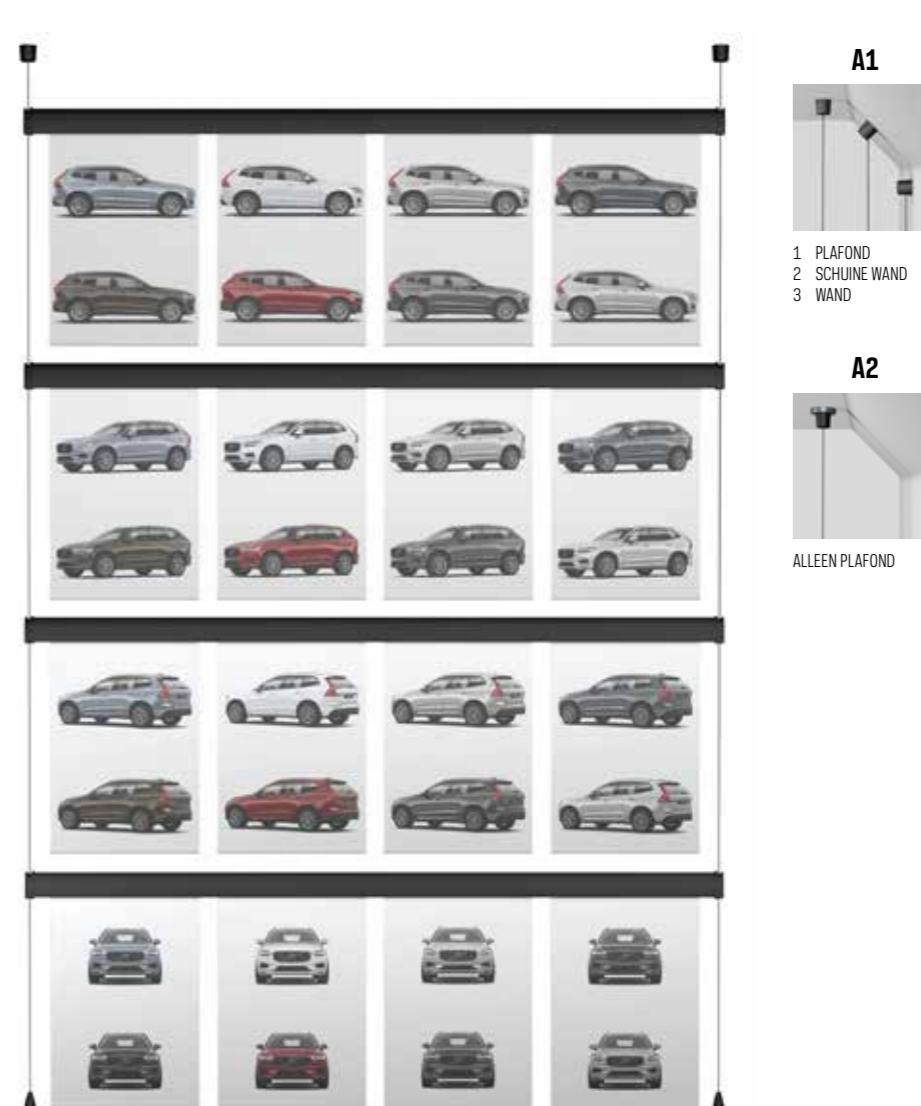 A1
1 PLAFOND
2 SCHUINE WAND
3 WAND
A2
ALLEEN PLAFOND